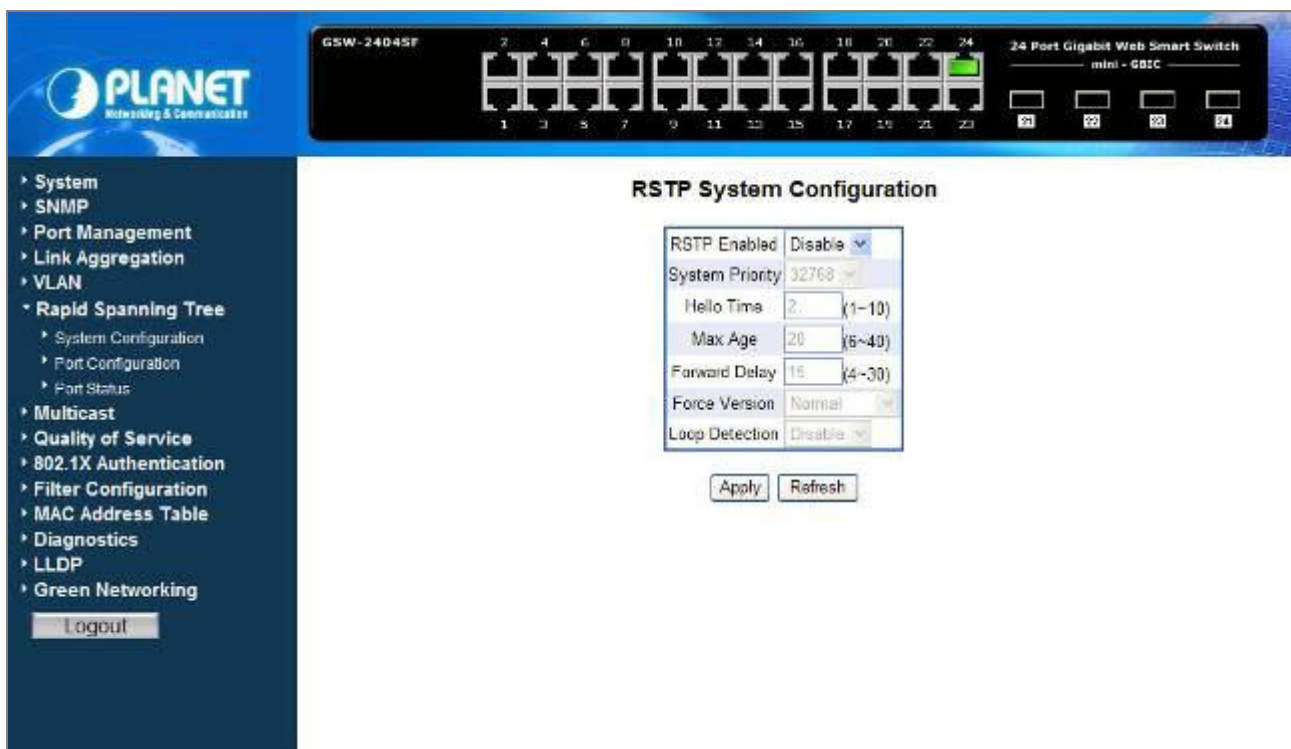 GSW-2404SF
2 4 6 8 10 12 14 16 18 20 22 24
24 Port Gigabit Web Smart Switch
mini - GBIC
1 3 5 7 9 11 13 15 17 19 21 23
21 22 23 24
PLANET
Networking & Communication
System
SNMP
Port Management
Link Aggregation
VLAN
Rapid Spanning Tree
System Configuration
Port Configuration
Port Status
Multicast
Quality of Service
802.1X Authentication
Filter Configuration
MAC Address Table
Diagnostics
LLDP
Green Networking
Logout
RSTP System Configuration
RSTP Enabled Disable
System Priority 32768
Hello Time 2 (1~10)
Max Age 20 (6~40)
Forward Delay 15 (4~30)
Force Version Normal
Loop Detection Disable
Apply Refresh